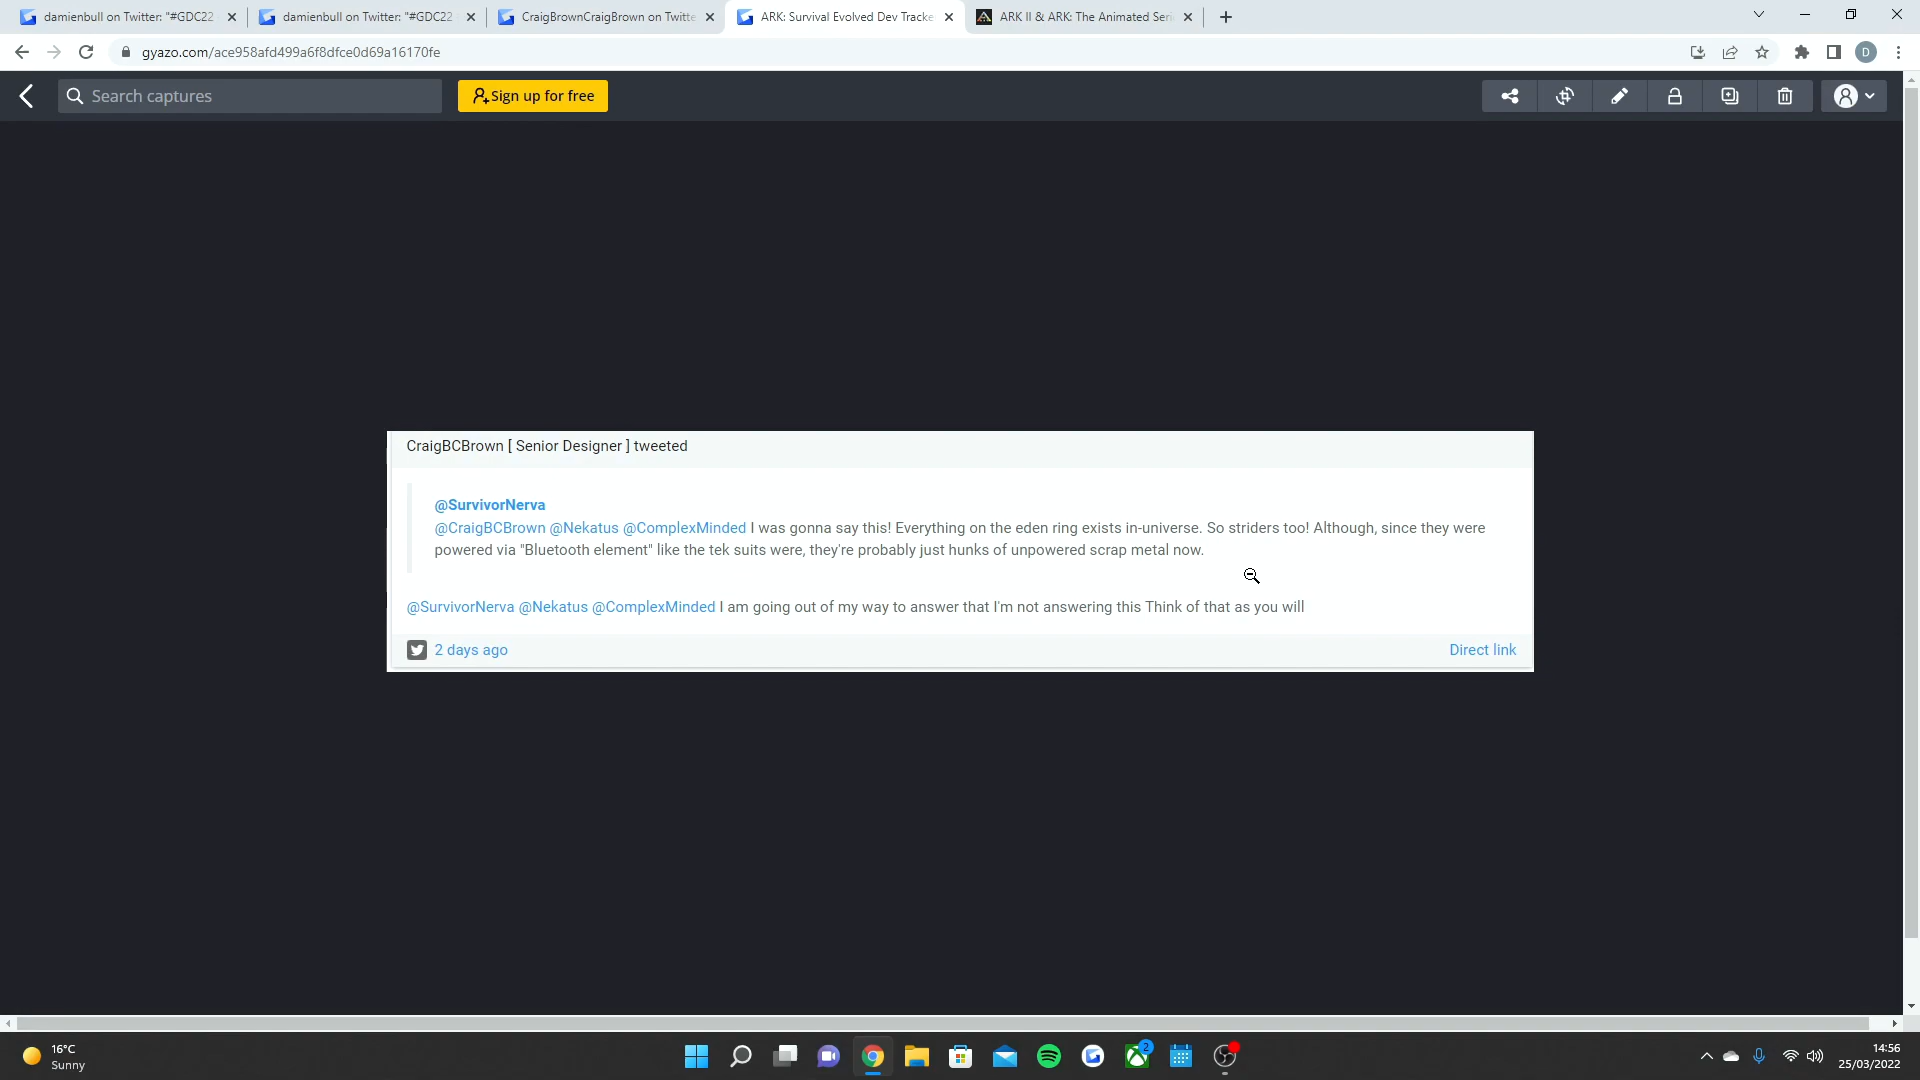 damienbull on Twitter: "#GDC22
damienbull on Twitter: "#GDC22
CraigBrownCraigBrown on Twitte
ARK: Survival Evolved Dev Tracke
ARK II & ARK: The Animated Seri
gyazo.com/ace958afd499a6f8dfce0d69a16170fe
D
Search captures
Sign up for free
CraigBCBrown [ Senior Designer ] tweeted
@SurvivorNerva
@CraigBCBrown @Nekatus @ComplexMinded I was gonna say this! Everything on the eden ring exists in-universe. So striders too! Although, since they were
powered via "Bluetooth element" like the tek suits were, they're probably just hunks of unpowered scrap metal now.
@SurvivorNerva @Nekatus @ComplexMinded I am going out of my way to answer that I'm not answering this Think of that as you will
2 days ago
Direct link
16°C
Sunny
2
14:56
25/03/2022